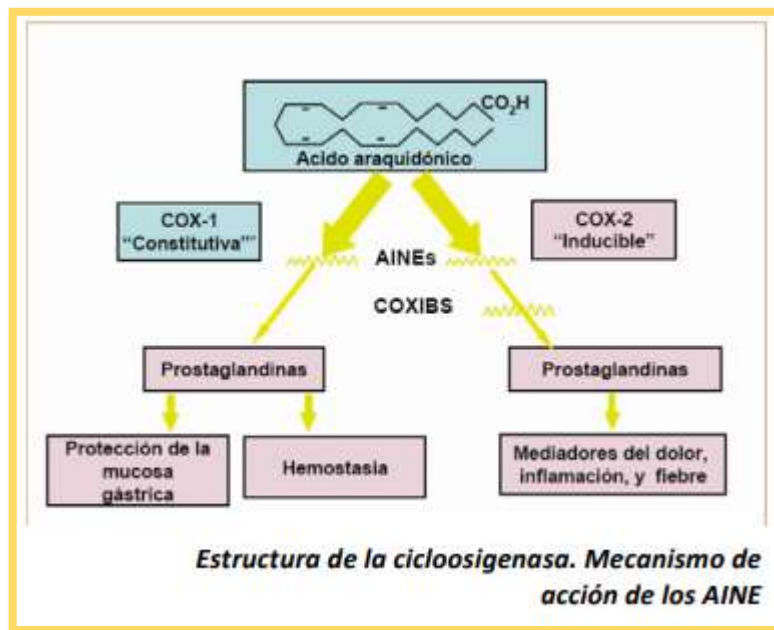 CO₂H
Acido araquidónico
COX-1
“Constitutiva””
COX-2
“Inducible”
AINEs
COXIBS
Prostaglandinas
Prostaglandinas
Protección de la
mucosa
gástrica
Hemostasia
Mediadores del dolor,
inflamación, y fiebre
Estructura de la cicloosigenasa. Mecanismo de
acción de los AINE